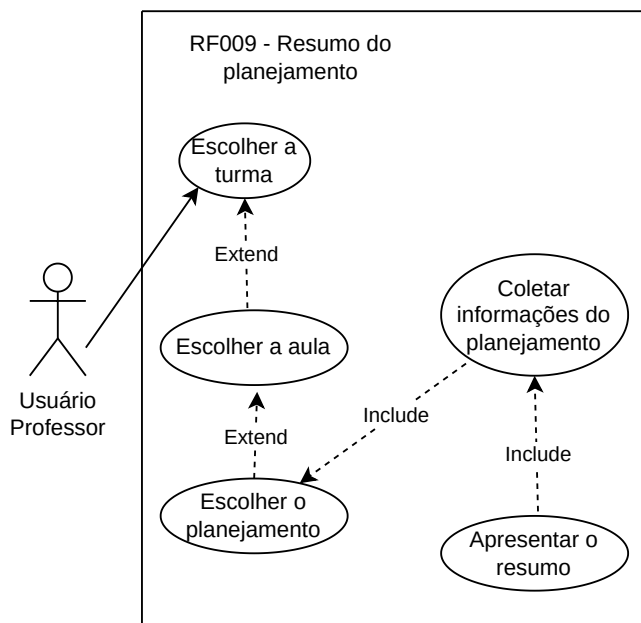 RF009 - Resumo do
planejamento
Escolher a
turma
Extend
Escolher a aula
Extend
Escolher o
planejamento
Coletar
informações do
planejamento
Include
Include
Apresentar o
resumo
Usuário
Professor